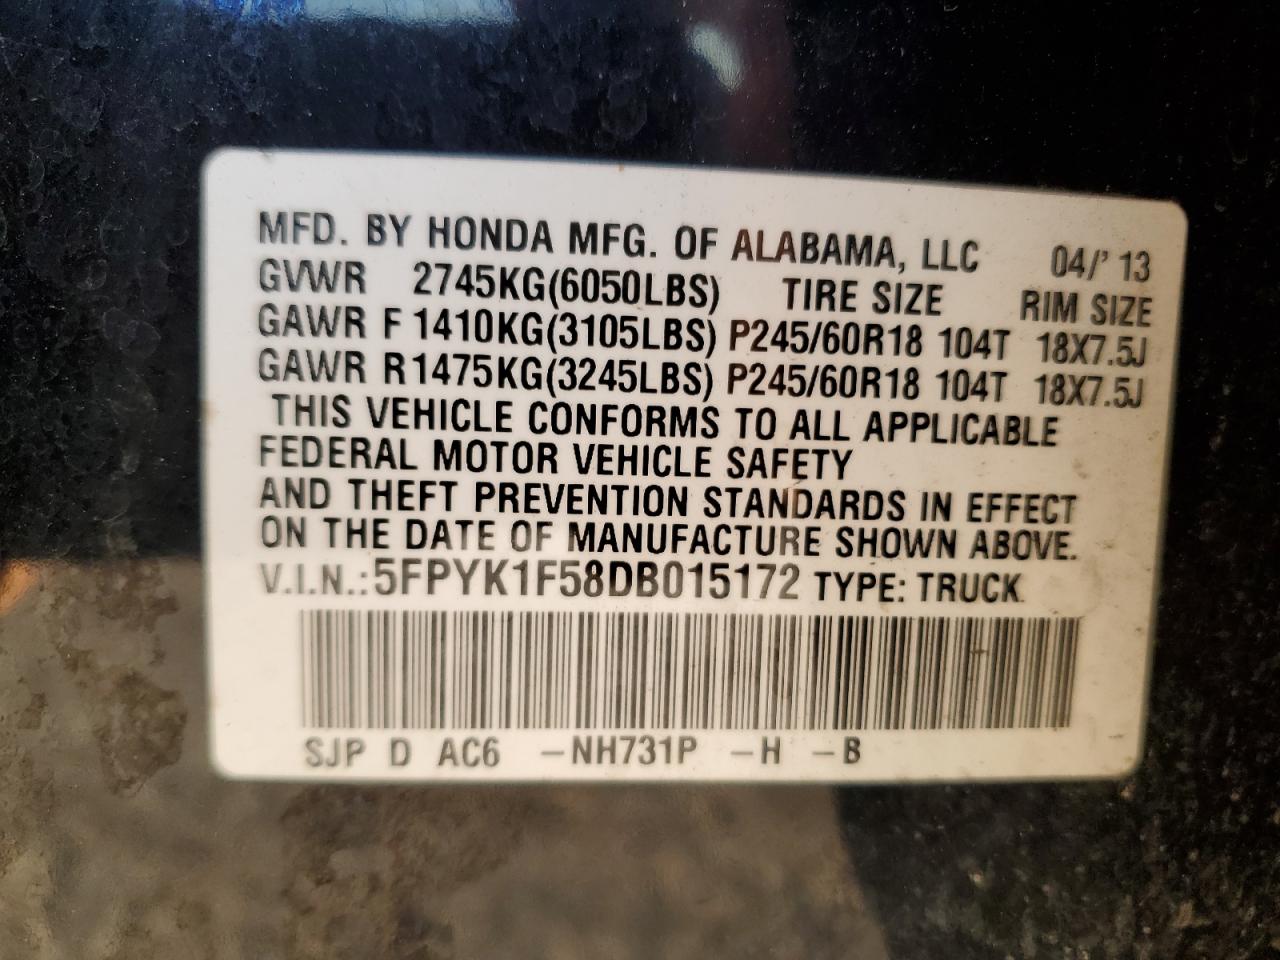 MFD. BY HONDA MFG. OF ALABAMA, LLC 04/'13
GVWR 2745KG(6050LBS) TIRE SIZE RIM SIZE
GAWR F 1410KG(3105LBS) P245/60R18 104T 18X7.5J
GAWR R1475KG(3245LBS) P245/60R18 104T 18X7.5J
THIS VEHICLE CONFORMS TO ALL APPLICABLE
FEDERAL MOTOR VEHICLE SAFETY
AND THEFT PREVENTION STANDARDS IN EFFECT
ON THE DATE OF MANUFACTURE SHOWN ABOVE.
V.I.N.:5FPYK1F58DB015172 TYPE: TRUCK
SJP D AC6 -NH731P -H -B